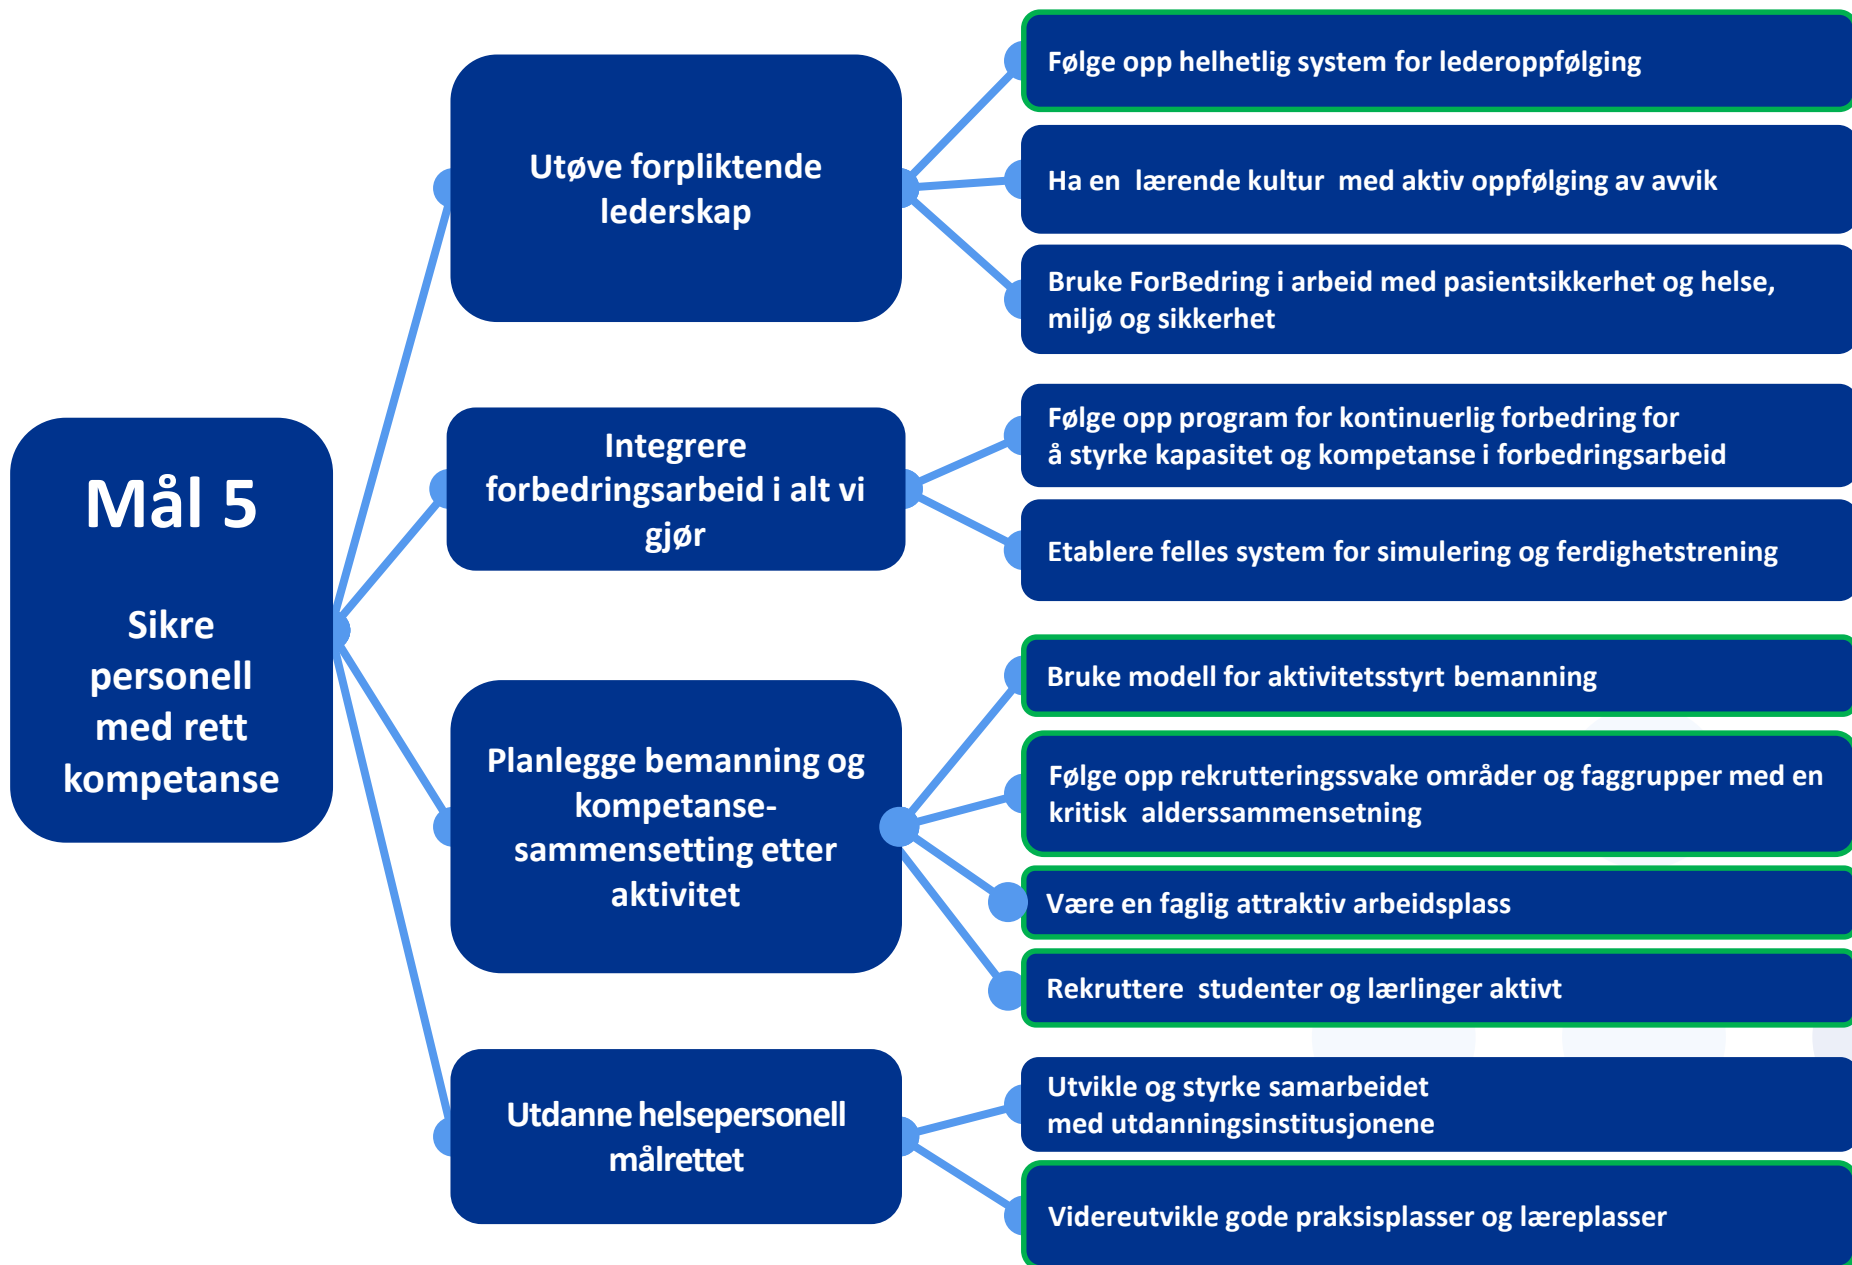 Mål 5
Sikre
personell
med rett
kompetanse
Utøve forpliktende
lederskap
Følge opp helhetlig system for lederoppfølging
Ha en lærende kultur med aktiv oppfølging av avvik
Bruke ForBedring i arbeid med pasientsikkerhet og helse,
miljø og sikkerhet
Integrere
forbedringsarbeid i alt vi
gjør
Følge opp program for kontinuerlig forbedring for
å styrke kapasitet og kompetanse i forbedringsarbeid
Etablere felles system for simulering og ferdighetstrening
Planlegge bemanning og
kompetanse-
sammensetting etter
aktivitet
Bruke modell for aktivitetsstyrt bemanning
Følge opp rekrutteringssvake områder og faggrupper med en
kritisk alderssammensetning
Være en faglig attraktiv arbeidsplass
Rekruttere studenter og lærlinger aktivt
Utdanne helsepersonell
målrettet
Utvikle og styrke samarbeidet
med utdanningsinstitusjonene
Videreutvikle gode praksisplasser og læreplasser